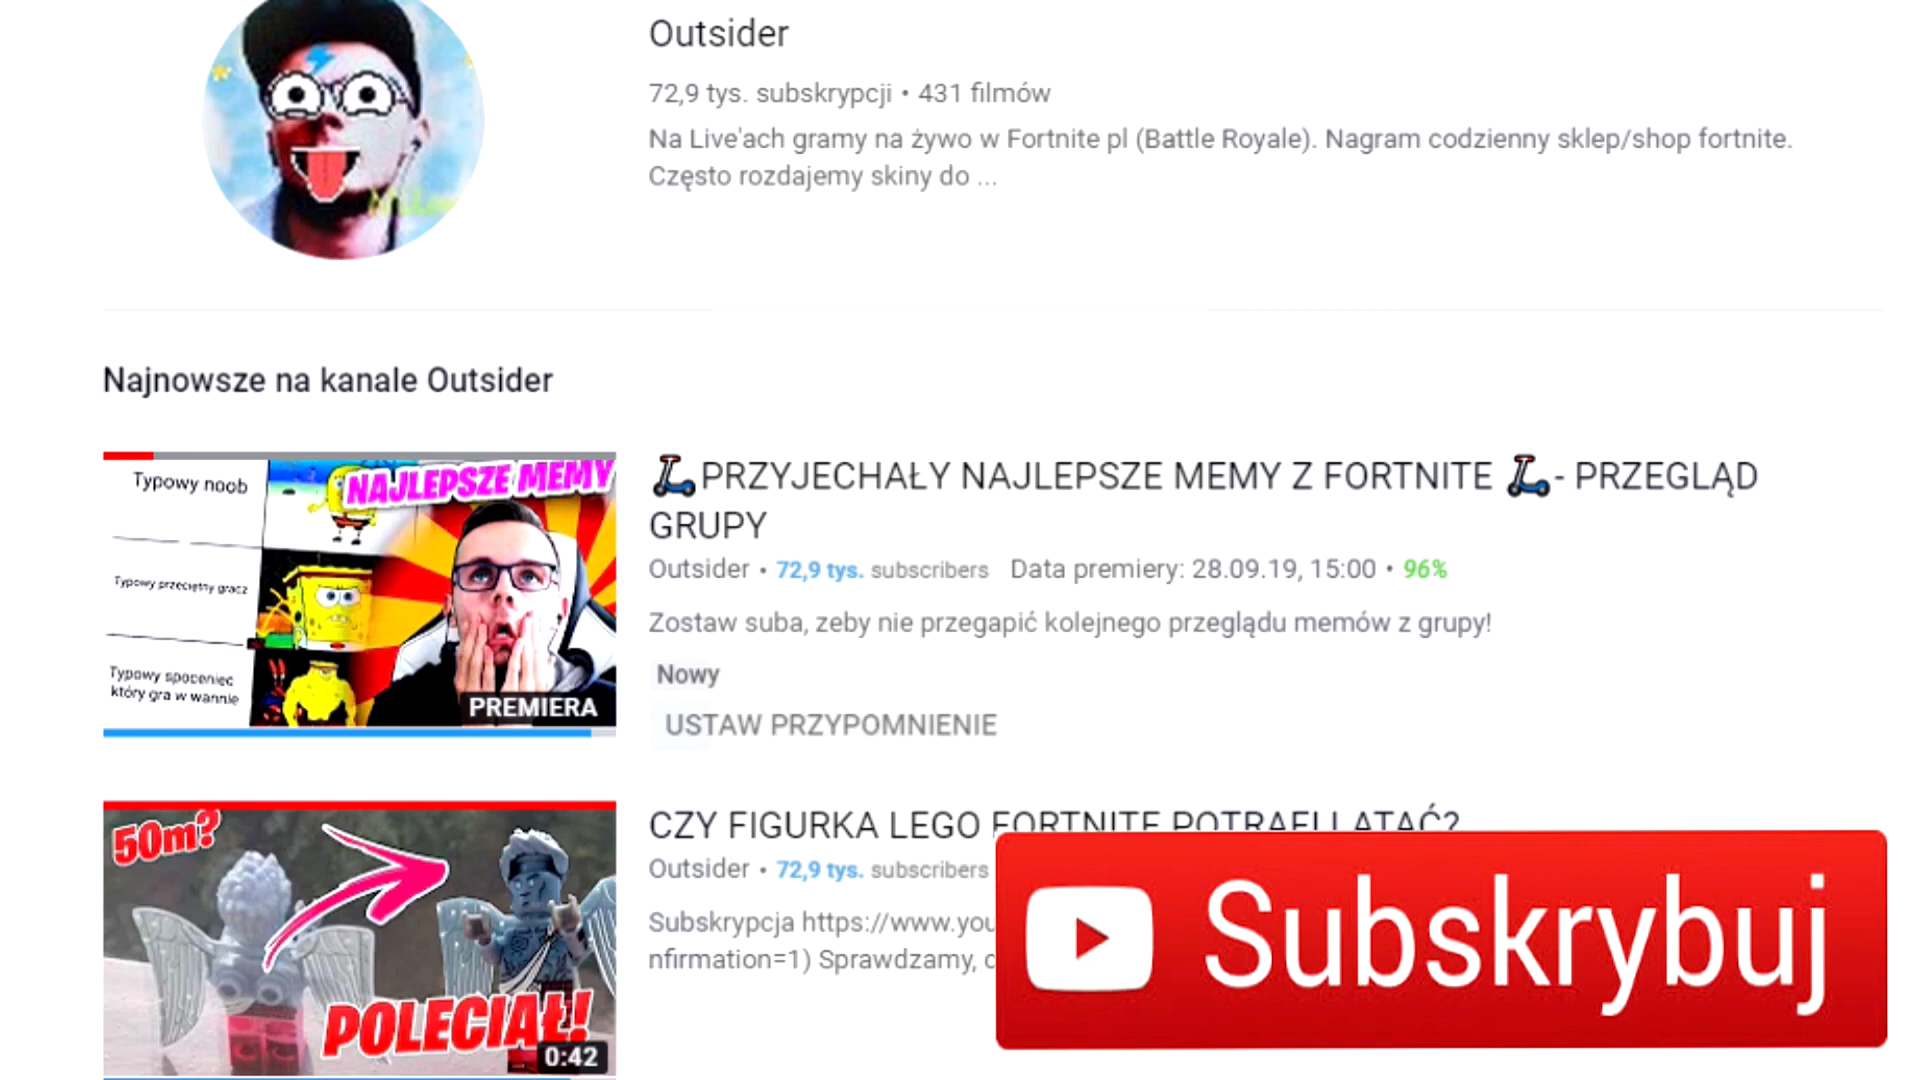 Outsider
72,9 tys. subskrypcji • 431 filmów
Na Live'ach gramy na żywo w Fortnite pl (Battle Royale). Nagram codzienny sklep/shop fortnite.
Często rozdajemy skiny do ...
Najnowsze na kanale Outsider
Typowy noob
NAJLEPSZE MEMY
Typowy przeciętny gracz
Typowy spoceniec
który gra w wannie
PREMIERA
🛴PRZYJECHAŁY NAJLEPSZE MEMY Z FORTNITE 🛴- PRZEGLĄD
GRUPY
Outsider • 72,9 tys. subscribers Data premiery: 28.09.19, 15:00 • 96%
Zostaw suba, zeby nie przegapić kolejnego przeglądu memów z grupy!
Nowy
USTAW PRZYPOMNIENIE
50m?
POLECIAŁ!
0:42
CZY FIGURKA LEGO FORTNITE POTRAFI LATAĆ?
Outsider • 72,9 tys. subscribers
Subskrypcja https://www.you
nfirmation=1) Sprawdzamy, c
Subskrybuj